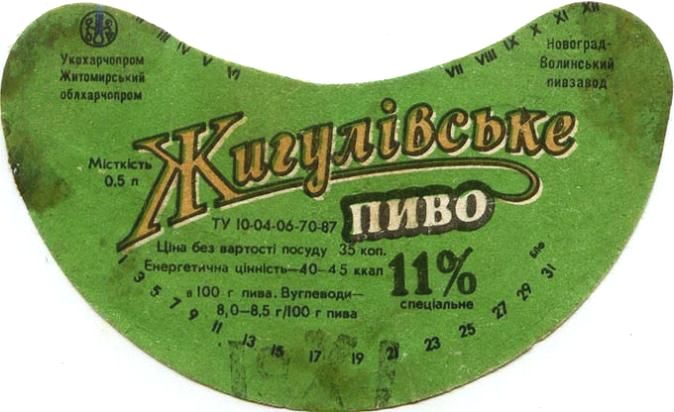 III IV V VI
VII VIII IX X XI XII
Укрхарчопром
Житомирський
облхарчопром
Новоград-
Волинський
пивзавод
Жигулівське
пиво
Місткість
0,5 л
ТУ 10-04-06-70-87
Ціна без вартості посуду 35 коп.
Енергетична цінність—40-45 ккал
в 100 г пива. Вуглеводи—
8,0—8,5 г/100 г пива
11%
спеціальне
1 3 5 7 9 11 13 15 17 19 21 23 25 27 29 31